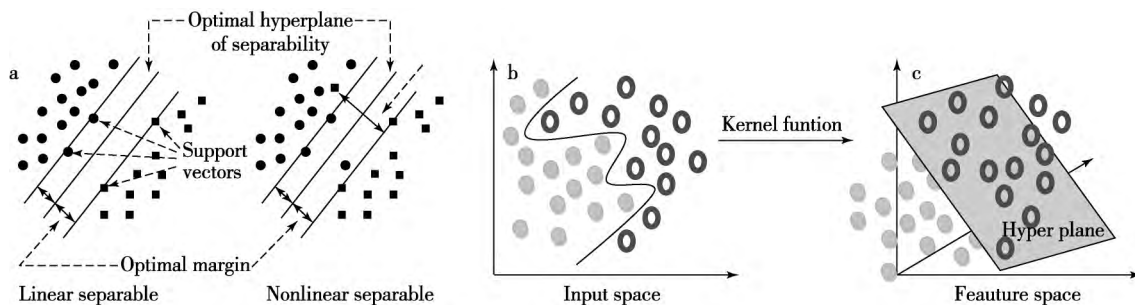 a
Optimal hyperplane
of separability
Support
vectors
Optimal margin
Linear separable
Nonlinear separable
b
Input space
Kernel funtion
c
Hyper plane
Feauture space